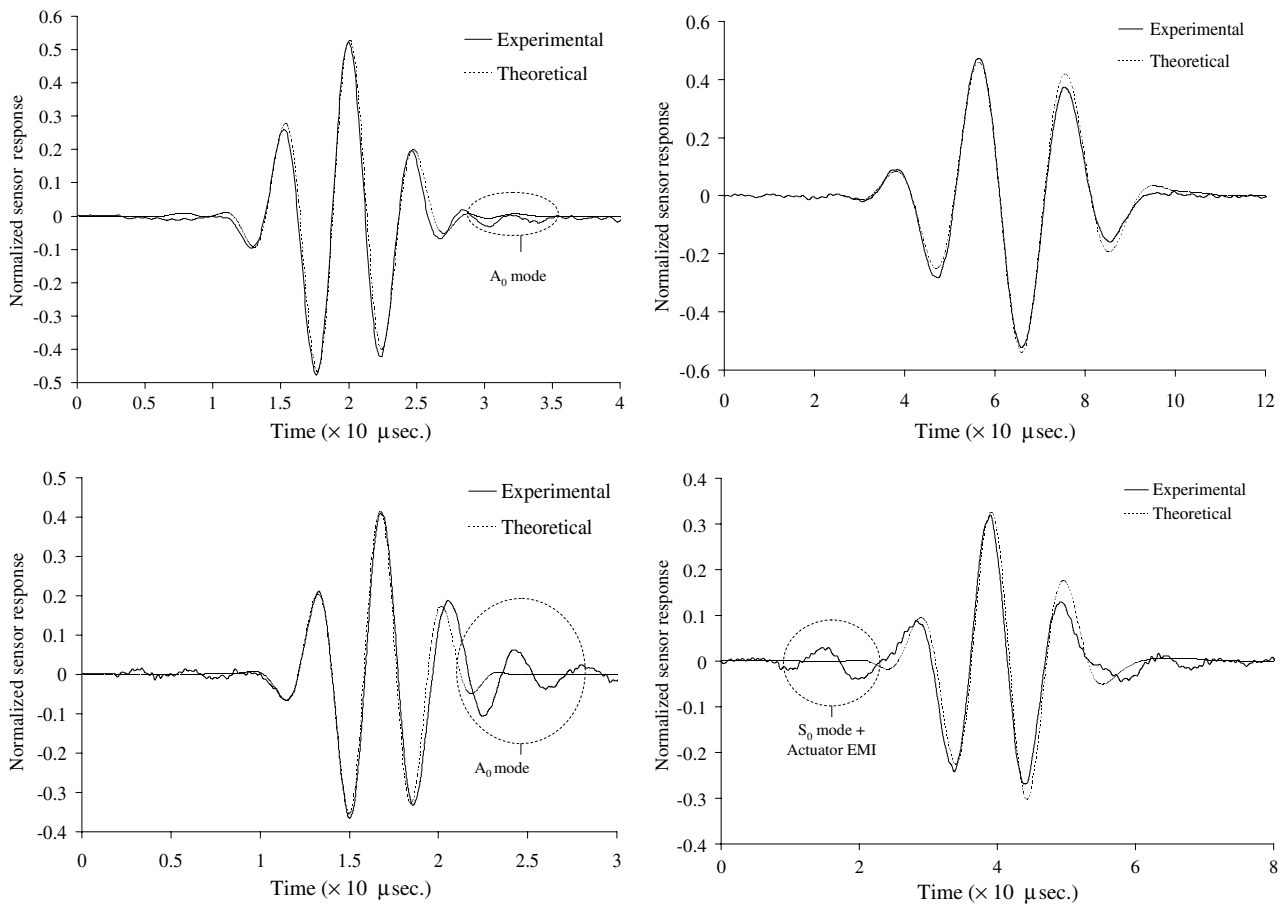 Normalized sensor response
0.6
0.5
0.4
0.3
0.2
0.1
0
-0.1
-0.2
-0.3
-0.4
-0.5
Experimental
Theoretical
A₀ mode
0 0.5 1 1.5 2 2.5 3 3.5 4
Time (× 10 μsec.)
Normalized sensor response
0.6
0.4
0.2
0
-0.2
-0.4
-0.6
Experimental
Theoretical
0 2 4 6 8 10 12
Time (× 10 μsec.)
Normalized sensor response
0.5
0.4
0.3
0.2
0.1
0
-0.1
-0.2
-0.3
-0.4
Experimental
Theoretical
A₀ mode
0 0.5 1 1.5 2 2.5 3
Time (× 10 μsec.)
Normalized sensor response
0.4
0.3
0.2
0.1
0
-0.1
-0.2
-0.3
-0.4
Experimental
Theoretical
S₀ mode +
Actuator EMI
0 2 4 6 8
Time (× 10 μsec.)